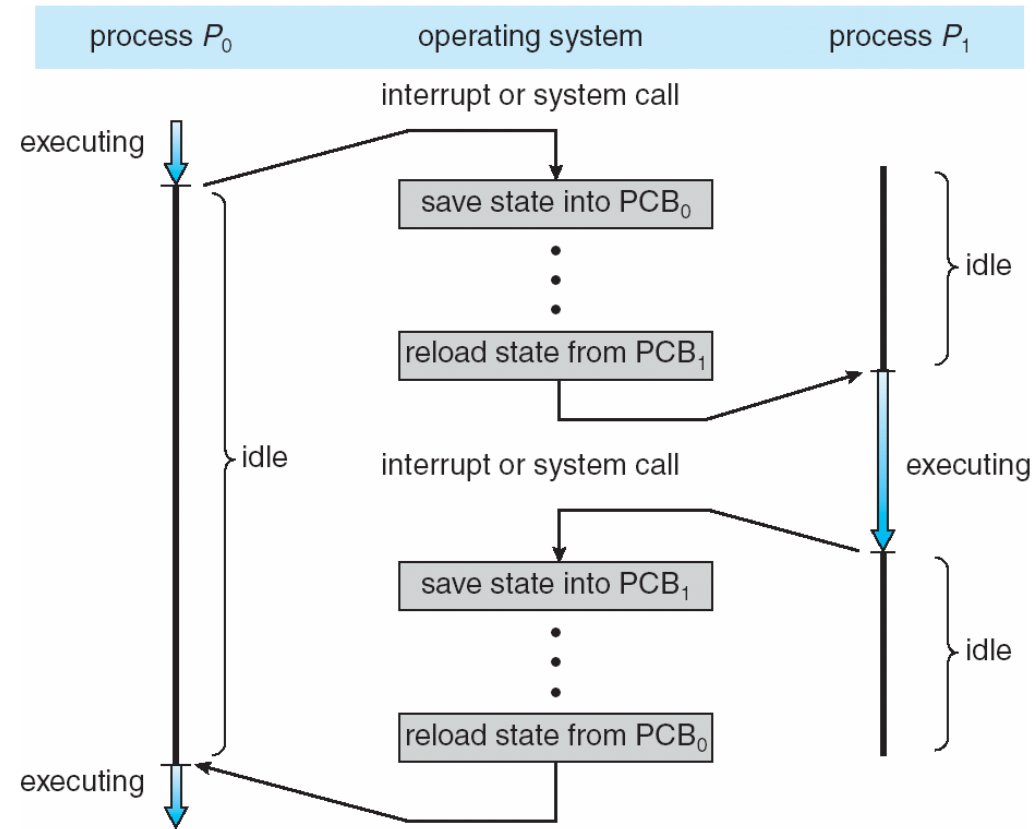 process P₀ operating system process P₁
interrupt or system call
executing
save state into PCB₀
idle
reload state from PCB₁
idle
interrupt or system call
executing
save state into PCB₁
idle
reload state from PCB₀
executing